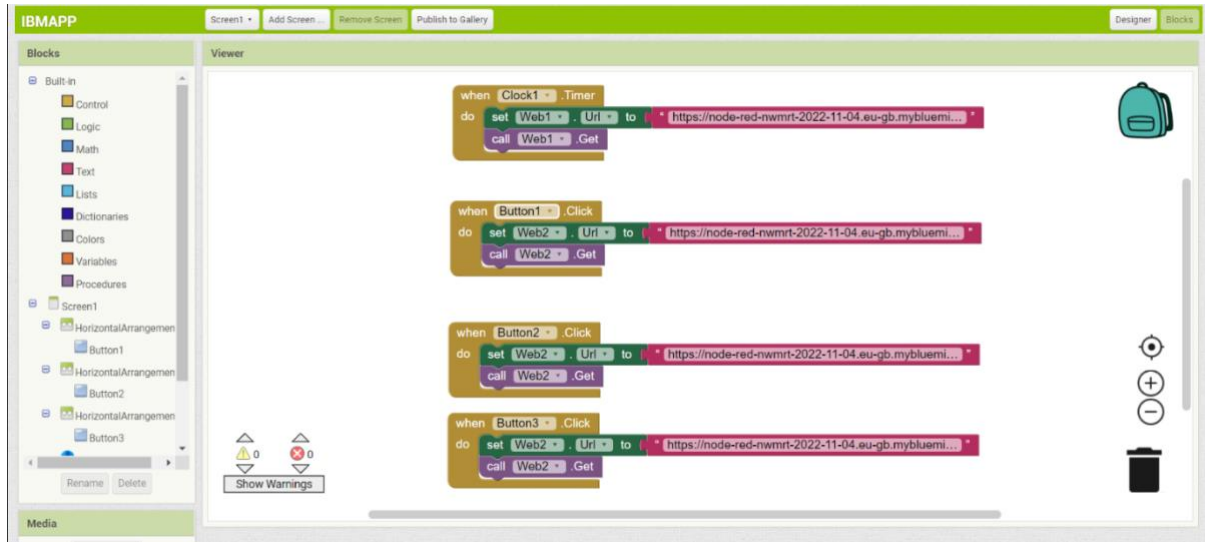 IBMAPP
Screen1
Add Screen ...
Remove Screen
Publish to Gallery
Designer
Blocks
Blocks
Viewer
Built-in
Control
Logic
Math
Text
Lists
Dictionaries
Colors
Variables
Procedures
Screen1
HorizontalArrangemen
Button1
HorizontalArrangemen
Button2
HorizontalArrangemen
Button3
Rename Delete
Media
when Clock1 .Timer
do set Web1 . Url to " https://node-red-nwmrt-2022-11-04.eu-gb.mybluemi... "
call Web1 .Get
when Button1 .Click
do set Web2 . Url to " https://node-red-nwmrt-2022-11-04.eu-gb.mybluemi... "
call Web2 .Get
when Button2 .Click
do set Web2 . Url to " https://node-red-nwmrt-2022-11-04.eu-gb.mybluemi... "
call Web2 .Get
when Button3 .Click
do set Web2 . Url to " https://node-red-nwmrt-2022-11-04.eu-gb.mybluemi... "
call Web2 .Get
0 0
Show Warnings